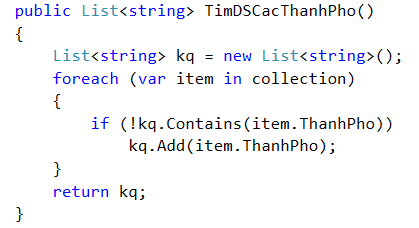 public List<string> TimDSCacThanhPho()
{
    List<string> kq = new List<string>();
    foreach (var item in collection)
    {
        if (!kq.Contains(item.ThanhPho))
            kq.Add(item.ThanhPho);
    }
    return kq;
}